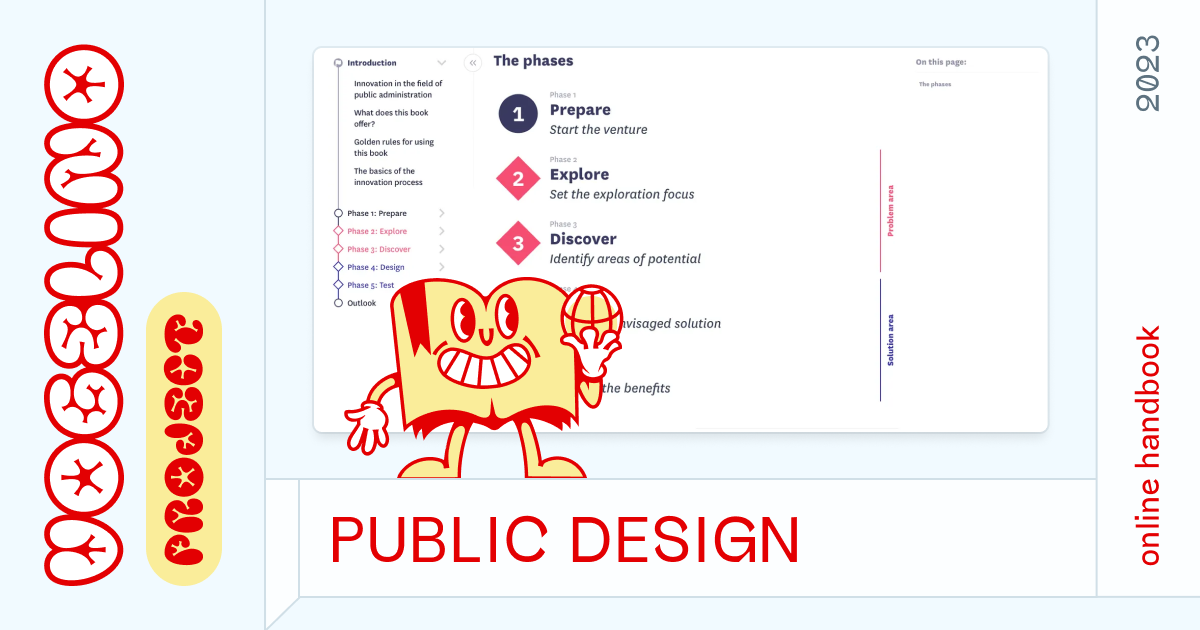 PROJECT
Introduction
Innovation in the field of
public administration
What does this book
offer?
Golden rules for using
this book
The basics of the
innovation process
Phase 1: Prepare
Phase 2: Explore
Phase 3: Discover
Phase 4: Design
Phase 5: Test
Outlook
«
The phases
1
Phase 1
Prepare
Start the venture
2
Phase 2
Explore
Set the exploration focus
3
Phase 3
Discover
Identify areas of potential
nvisaged solution
the benefits
On this page:
The phases
Problem area
Solution area
2023
online handbook
PUBLIC DESIGN